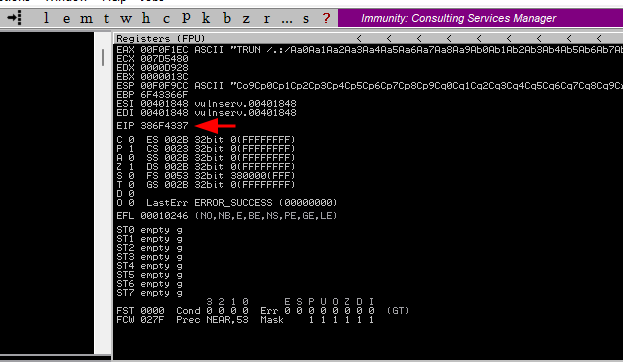 l e m t w h c P k b z r ... s ? Immunity: Consulting Services Manager
Registers (FPU) < < < < < <
EAX 00F0F1EC ASCII "TRUN /.:/Aa0Aa1Aa2Aa3Aa4Aa5Aa6Aa7Aa8Aa9Ab0Ab1Ab2Ab3Ab4Ab5Ab6Ab7Ab
ECX 007D5480
EDX 0000D928
EBX 0000013C
ESP 00F0F9CC ASCII "Co9Cp0Cp1Cp2Cp3Cp4Cp5Cp6Cp7Cp8Cp9Cq0Cq1Cq2Cq3Cq4Cq5Cq6Cq7Cq8Cq9Cr
EBP 6F43366F
ESI 00401848 vulnserv.00401848
EDI 00401848 vulnserv.00401848
EIP 386F4337
C 0 ES 002B 32bit 0(FFFFFFFF)
P 1 CS 0023 32bit 0(FFFFFFFF)
A 0 SS 002B 32bit 0(FFFFFFFF)
Z 1 DS 002B 32bit 0(FFFFFFFF)
S 0 FS 0053 32bit 380000(FFF)
T 0 GS 002B 32bit 0(FFFFFFFF)
D 0
O 0 LastErr ERROR_SUCCESS (00000000)
EFL 00010246 (NO,NB,E,BE,NS,PE,GE,LE)
ST0 empty g
ST1 empty g
ST2 empty g
ST3 empty g
ST4 empty g
ST5 empty g
ST6 empty g
ST7 empty g
3 2 1 0 E S P U O Z D I
FST 0000 Cond 0 0 0 0 Err 0 0 0 0 0 0 0 0 (GT)
FCW 027F Prec NEAR,53 Mask 1 1 1 1 1 1